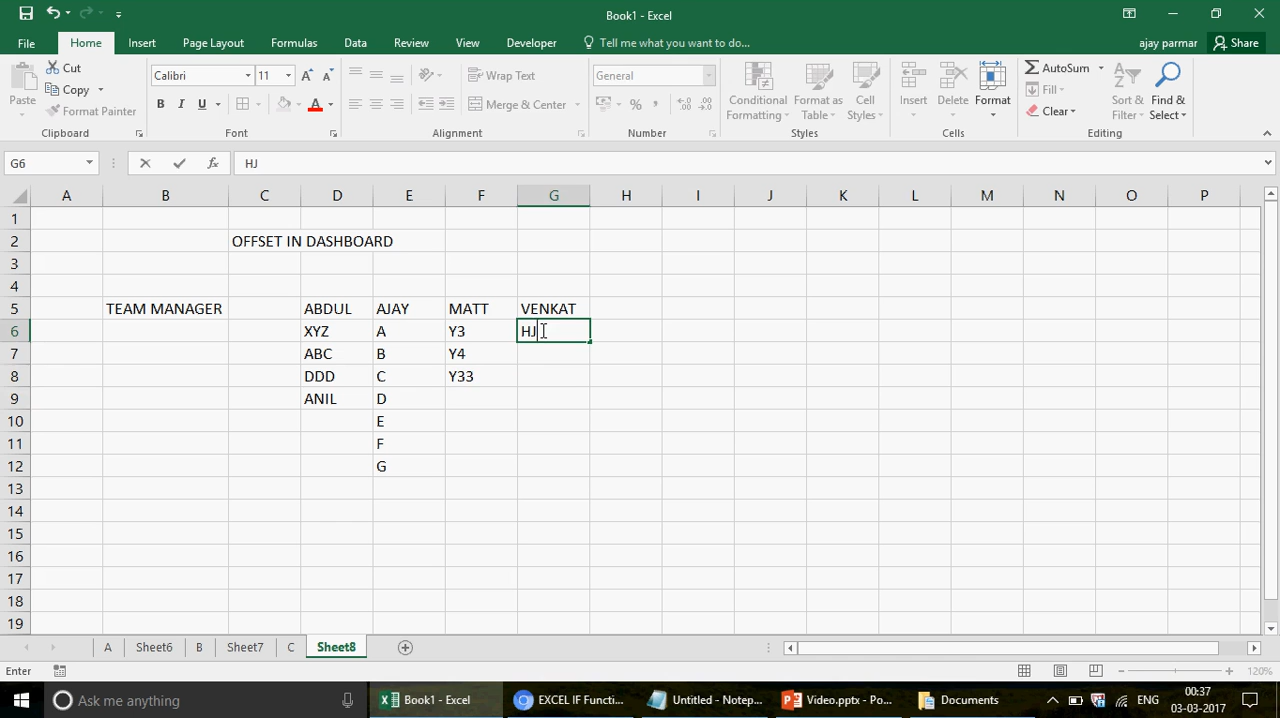 Book1 - Excel
File Home Insert Page Layout Formulas Data Review View Developer Tell me what you want to do... ajay parmar Share
Paste Cut Copy Format Painter Clipboard
Calibri 11 A A B I U A Font
Wrap Text Merge & Center Alignment
General % , Number
Conditional Formatting Format as Table Cell Styles Styles
Insert Delete Format Cells
AutoSum Fill Clear Sort & Filter Find & Select Editing
G6 fx HJ
A B C D E F G H I J K L M N O P
1
2 OFFSET IN DASHBOARD
3
4
5 TEAM MANAGER ABDUL AJAY MATT VENKAT
6 XYZ A Y3 HJ
7 ABC B Y4
8 DDD C Y33
9 ANIL D
10 E
11 F
12 G
13
14
15
16
17
18
19
A Sheet6 B Sheet7 C Sheet8
Enter 120%
Ask me anything Book1 - Excel EXCEL IF Functi... Untitled - Notep... Video.pptx - Po... Documents ENG 00:37
03-03-2017